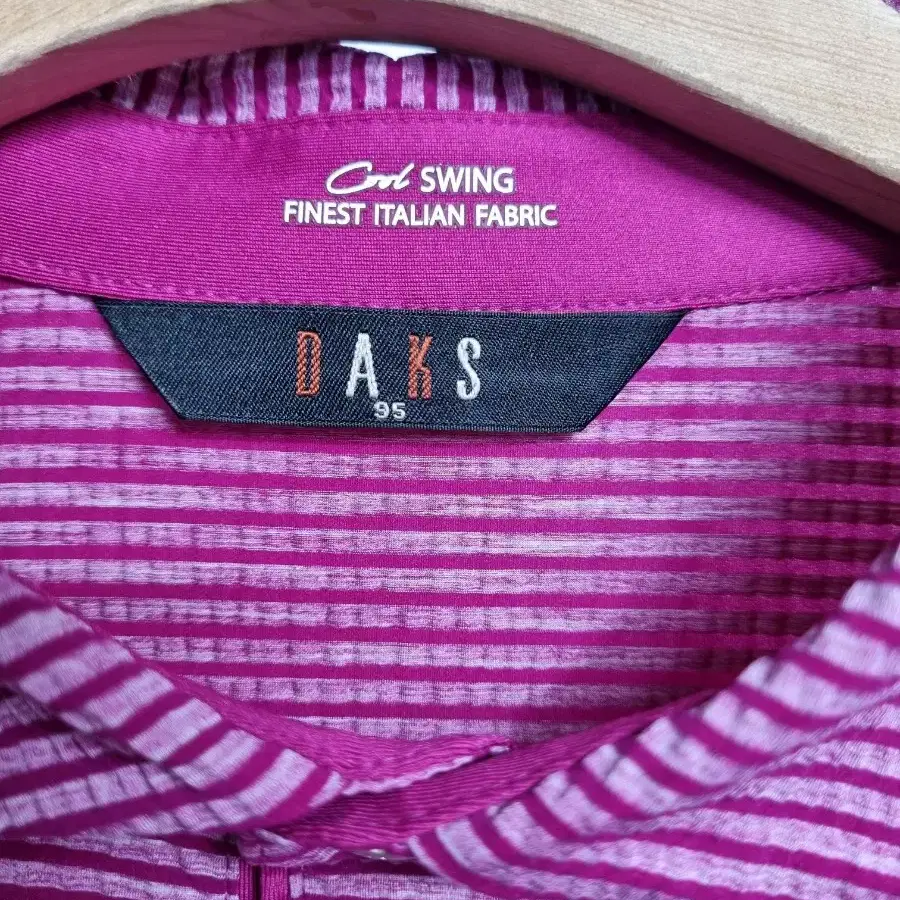 Cool SWING
FINEST ITALIAN FABRIC
DAKS
95